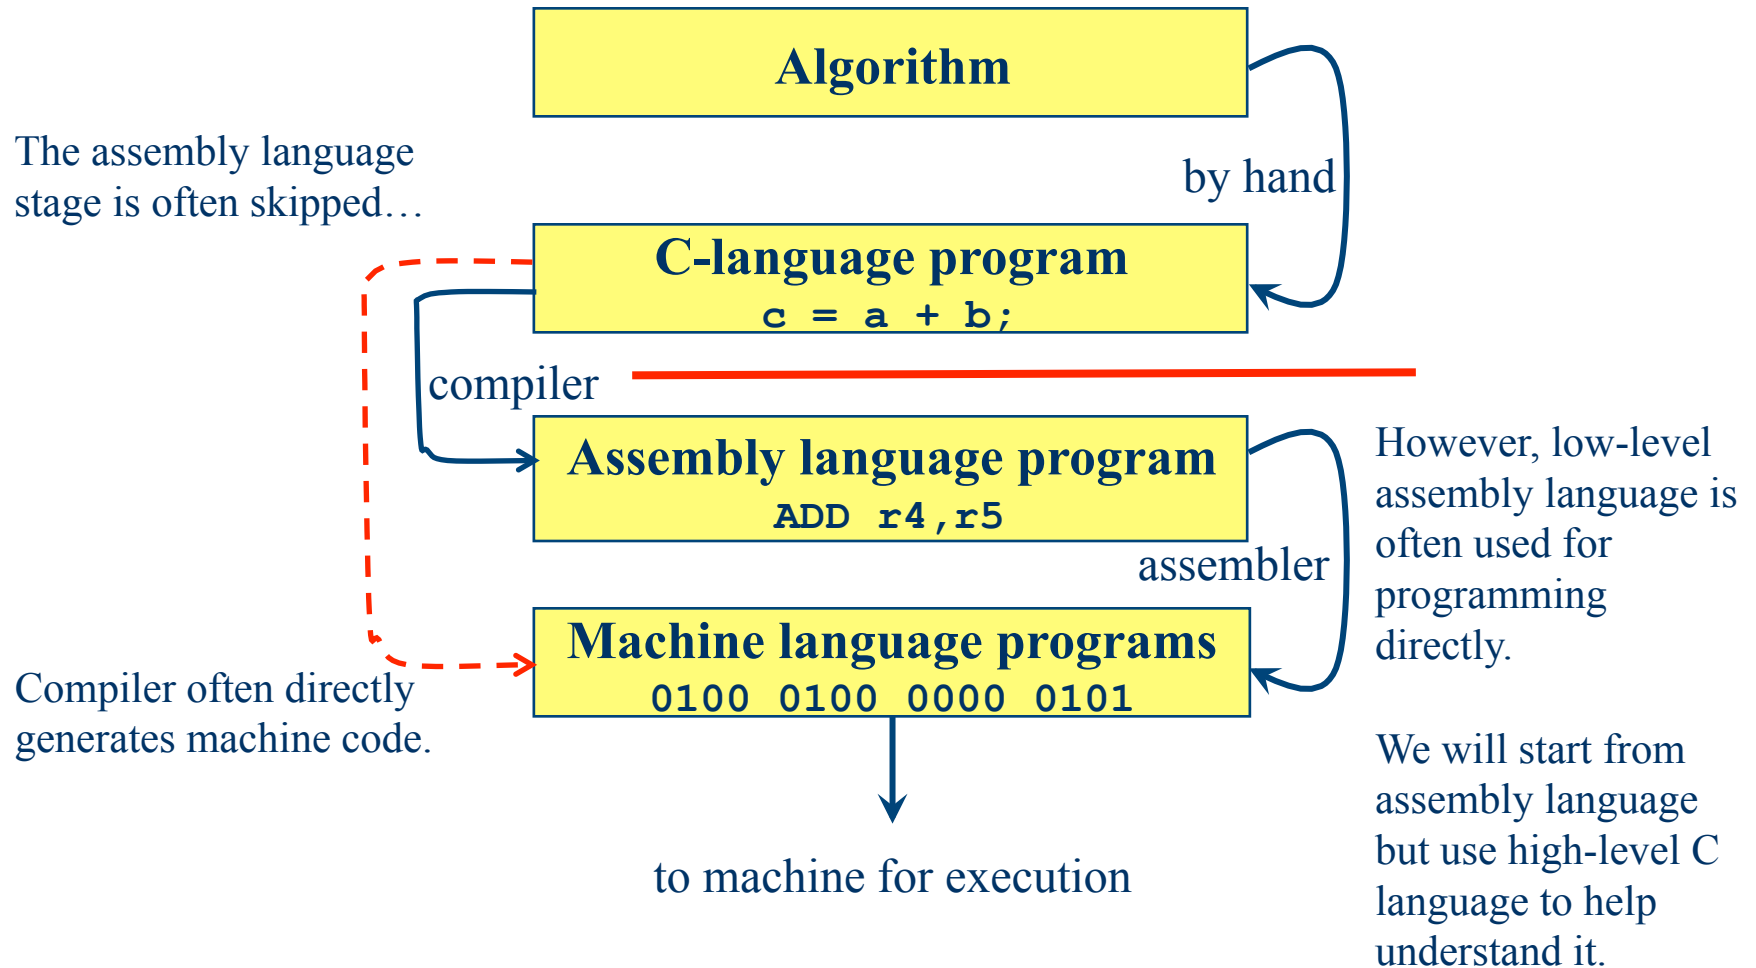 Algorithm
by hand
The assembly language
stage is often skipped…
C-language program
c = a + b;
compiler
Assembly language program
ADD r4,r5
assembler
However, low-level
assembly language is
often used for
programming
directly.
Machine language programs
0100 0100 0000 0101
Compiler often directly
generates machine code.
to machine for execution
We will start from
assembly language
but use high-level C
language to help
understand it.